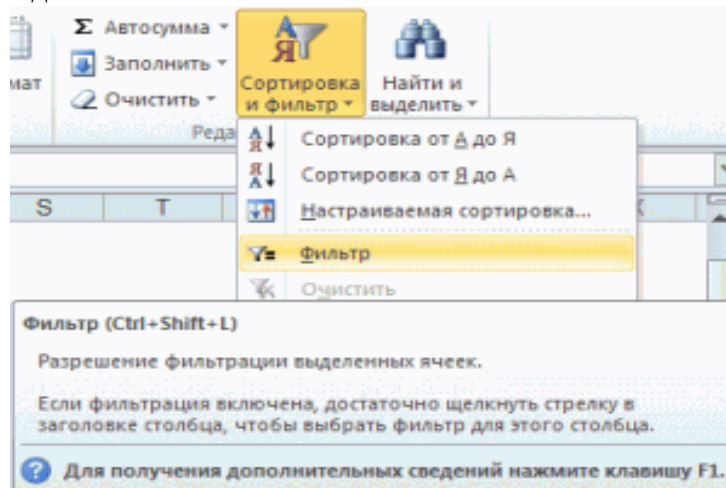 Σ Автосумма
Заполнить
Очистить
Сортировка
и фильтр
Найти и
выделить
мат
Реда
Сортировка от А до Я
Сортировка от Я до А
Настраиваемая сортировка...
S T
Фильтр
Очистить
Фильтр (Ctrl+Shift+L)
Разрешение фильтрации выделенных ячеек.
Если фильтрация включена, достаточно щелкнуть стрелку в
заголовке столбца, чтобы выбрать фильтр для этого столбца.
Для получения дополнительных сведений нажмите клавишу F1.